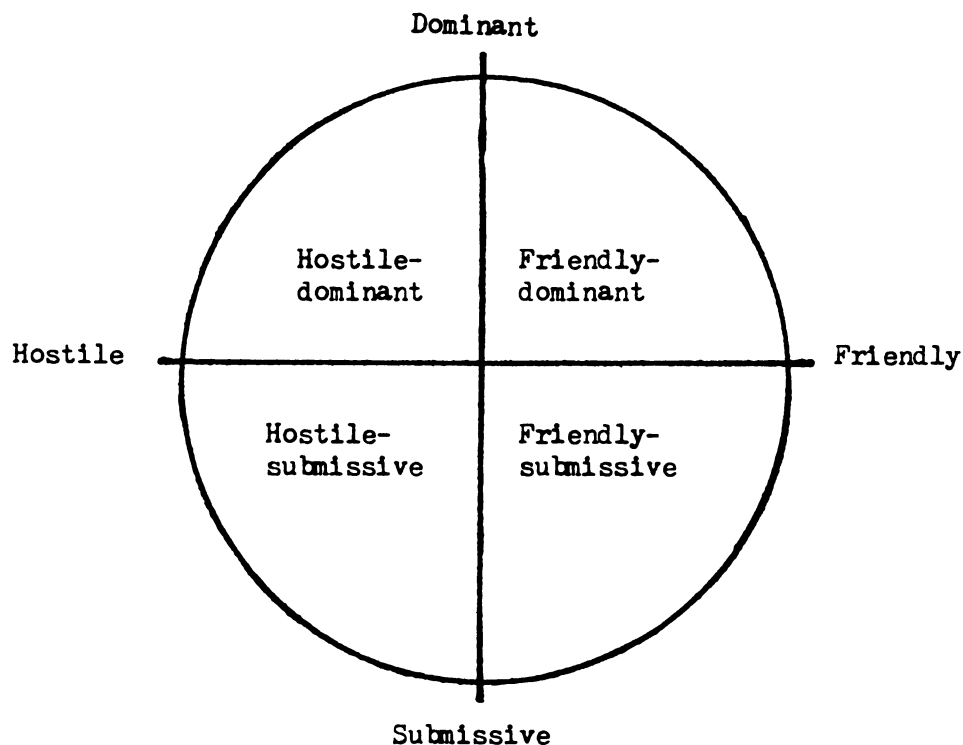 Dominant
Hostile-
dominant
Friendly-
dominant
Hostile
Friendly
Hostile-
submissive
Friendly-
submissive
Submissive